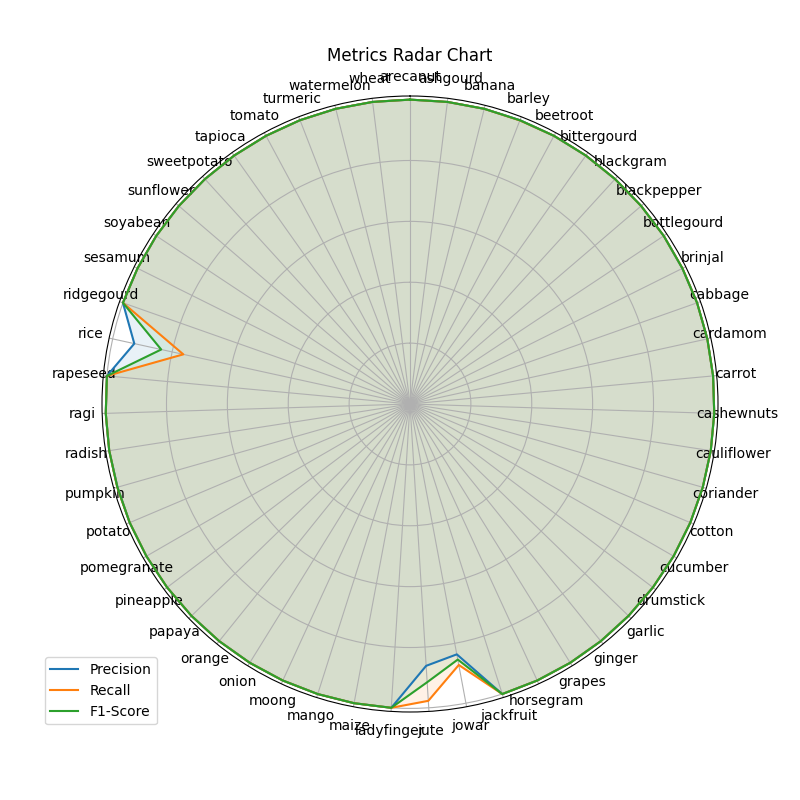 Metrics Radar Chart
arecanut
ashgourd
banana
barley
beetroot
bittergourd
blackgram
blackpepper
bottlegourd
brinjal
cabbage
cardamom
carrot
cashewnuts
cauliflower
coriander
cotton
cucumber
drumstick
garlic
ginger
grapes
horsegram
jackfruit
jowar
jute
ladyfinger
maize
mango
moong
onion
orange
papaya
pineapple
pomegranate
potato
pumpkin
radish
ragi
rapeseed
rice
ridgegourd
sesamum
soyabean
sunflower
sweetpotato
tapioca
tomato
turmeric
watermelon
wheat
Precision
Recall
F1-Score